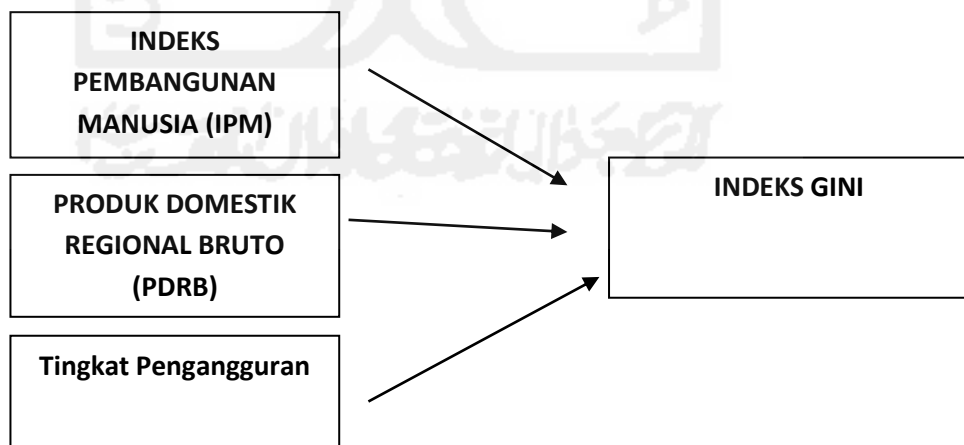 INDEKS
PEMBANGUNAN
MANUSIA (IPM)
PRODUK DOMESTIK
REGIONAL BRUTO
(PDRB)
Tingkat Pengangguran
INDEKS GINI